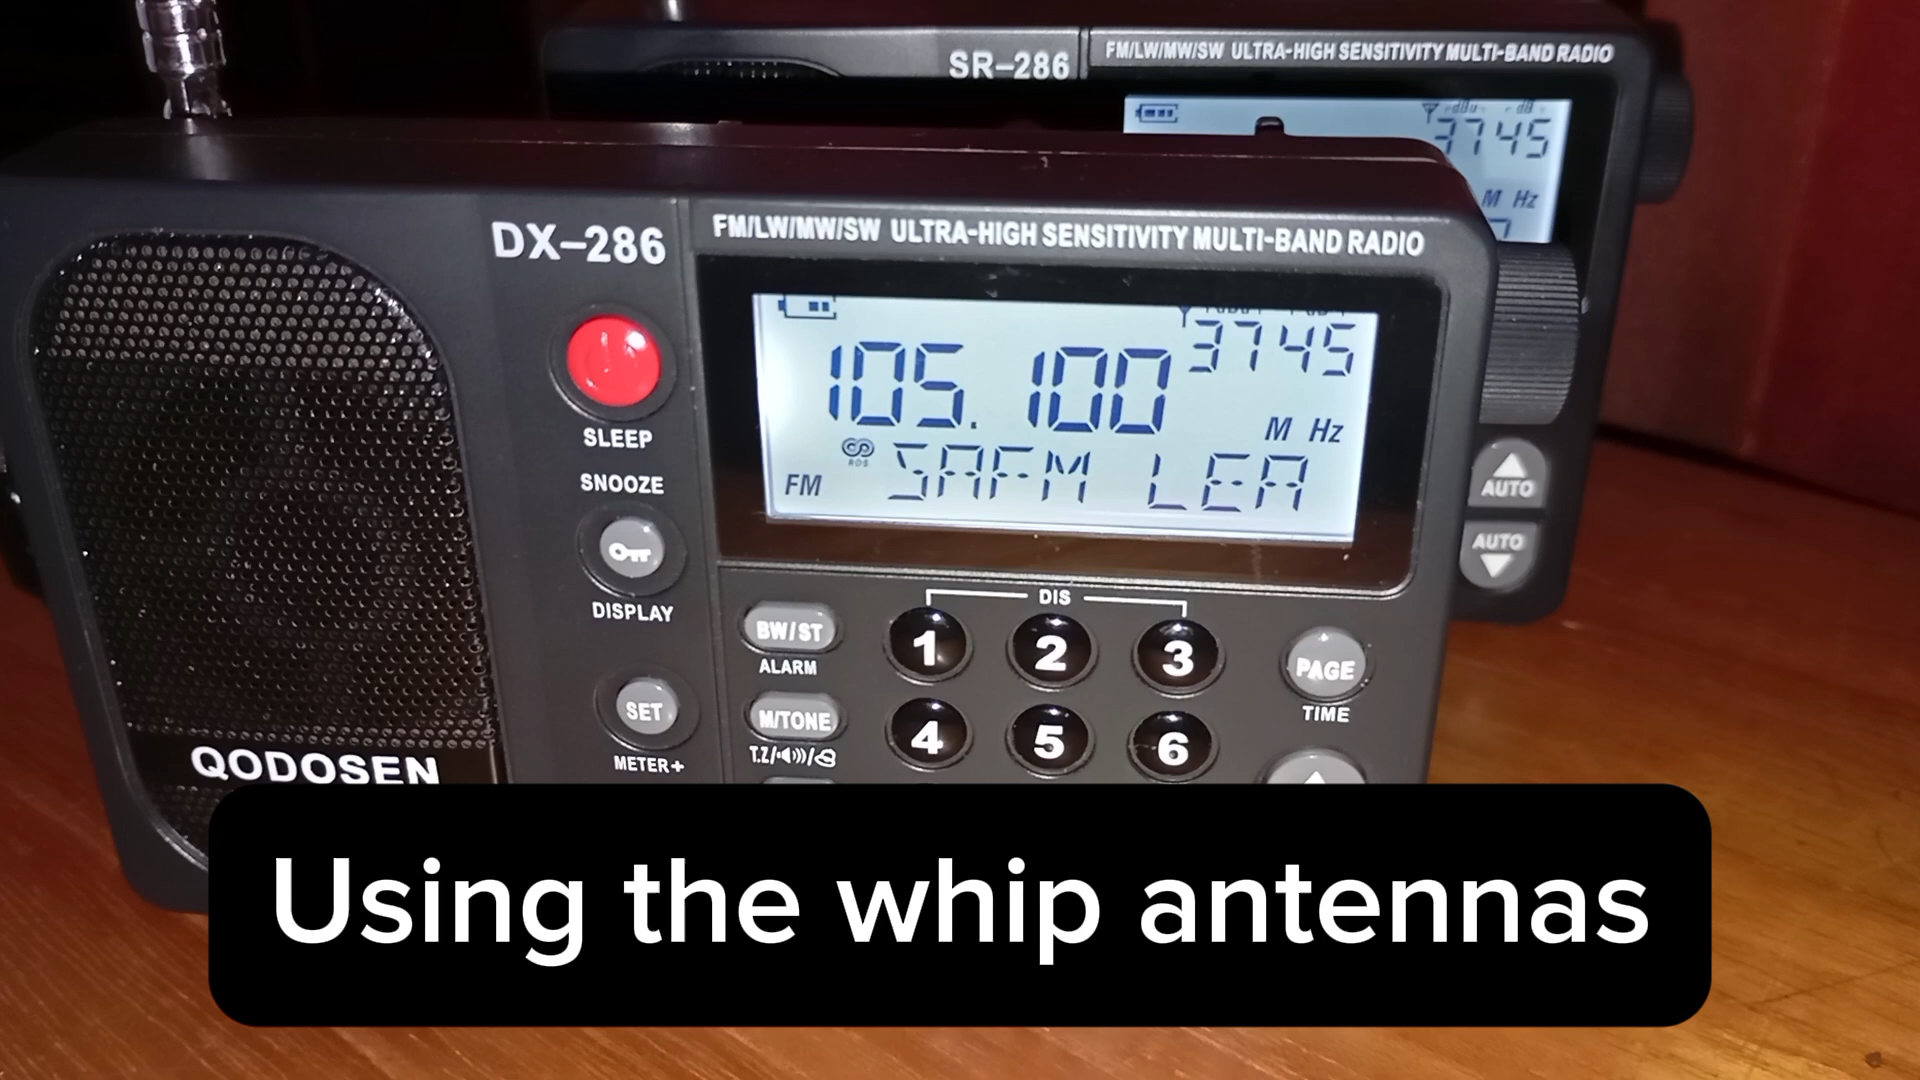 SR-286
FM/LW/MW/SW ULTRA-HIGH SENSITIVITY MULTI-BAND RADIO
dBu dB
3745
M Hz
DX-286
FM/LW/MW/SW ULTRA-HIGH SENSITIVITY MULTI-BAND RADIO
3745
105.100
M Hz
RDS
FM SAFM LEA
SLEEP
SNOOZE
DISPLAY
SET
METER+
AUTO
AUTO
DIS
BW/ST
ALARM
1 2 3
PAGE
TIME
M/TONE
T.Z/
4 5 6
QODOSEN
Using the whip antennas